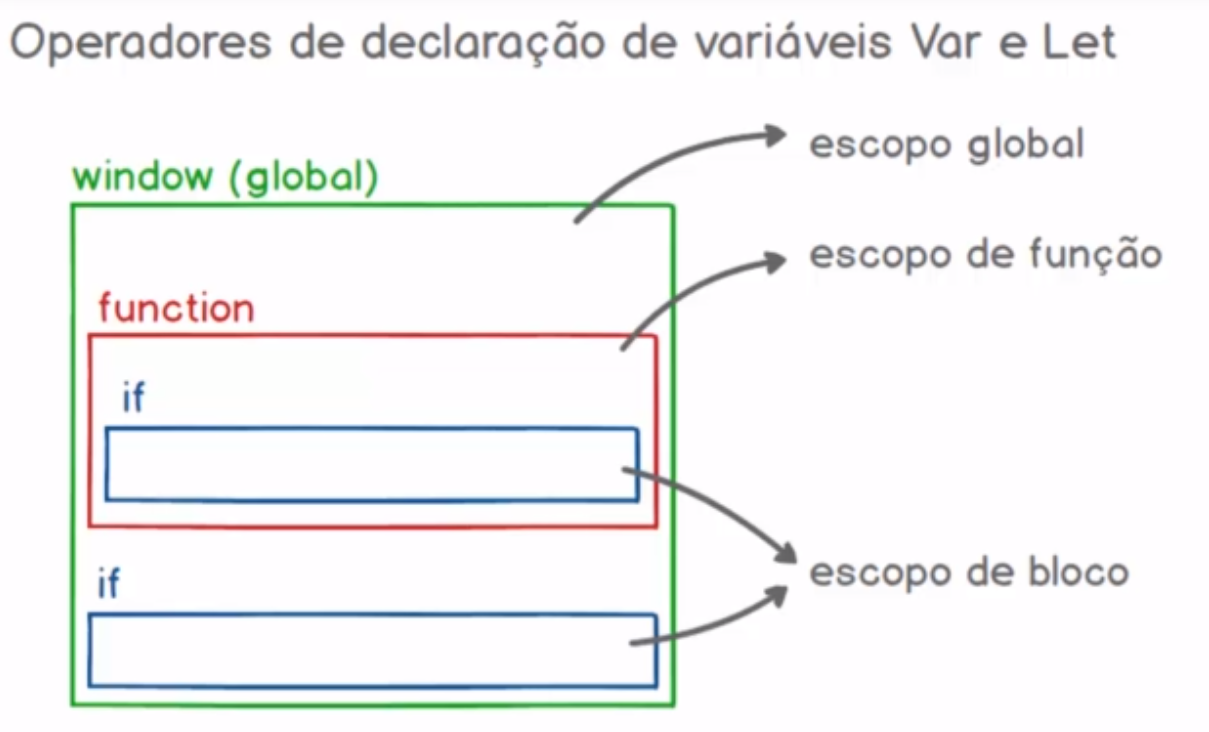 Operadores de declaração de variáveis Var e Let
escopo global
window (global)
escopo de função
function
if
escopo de bloco
if